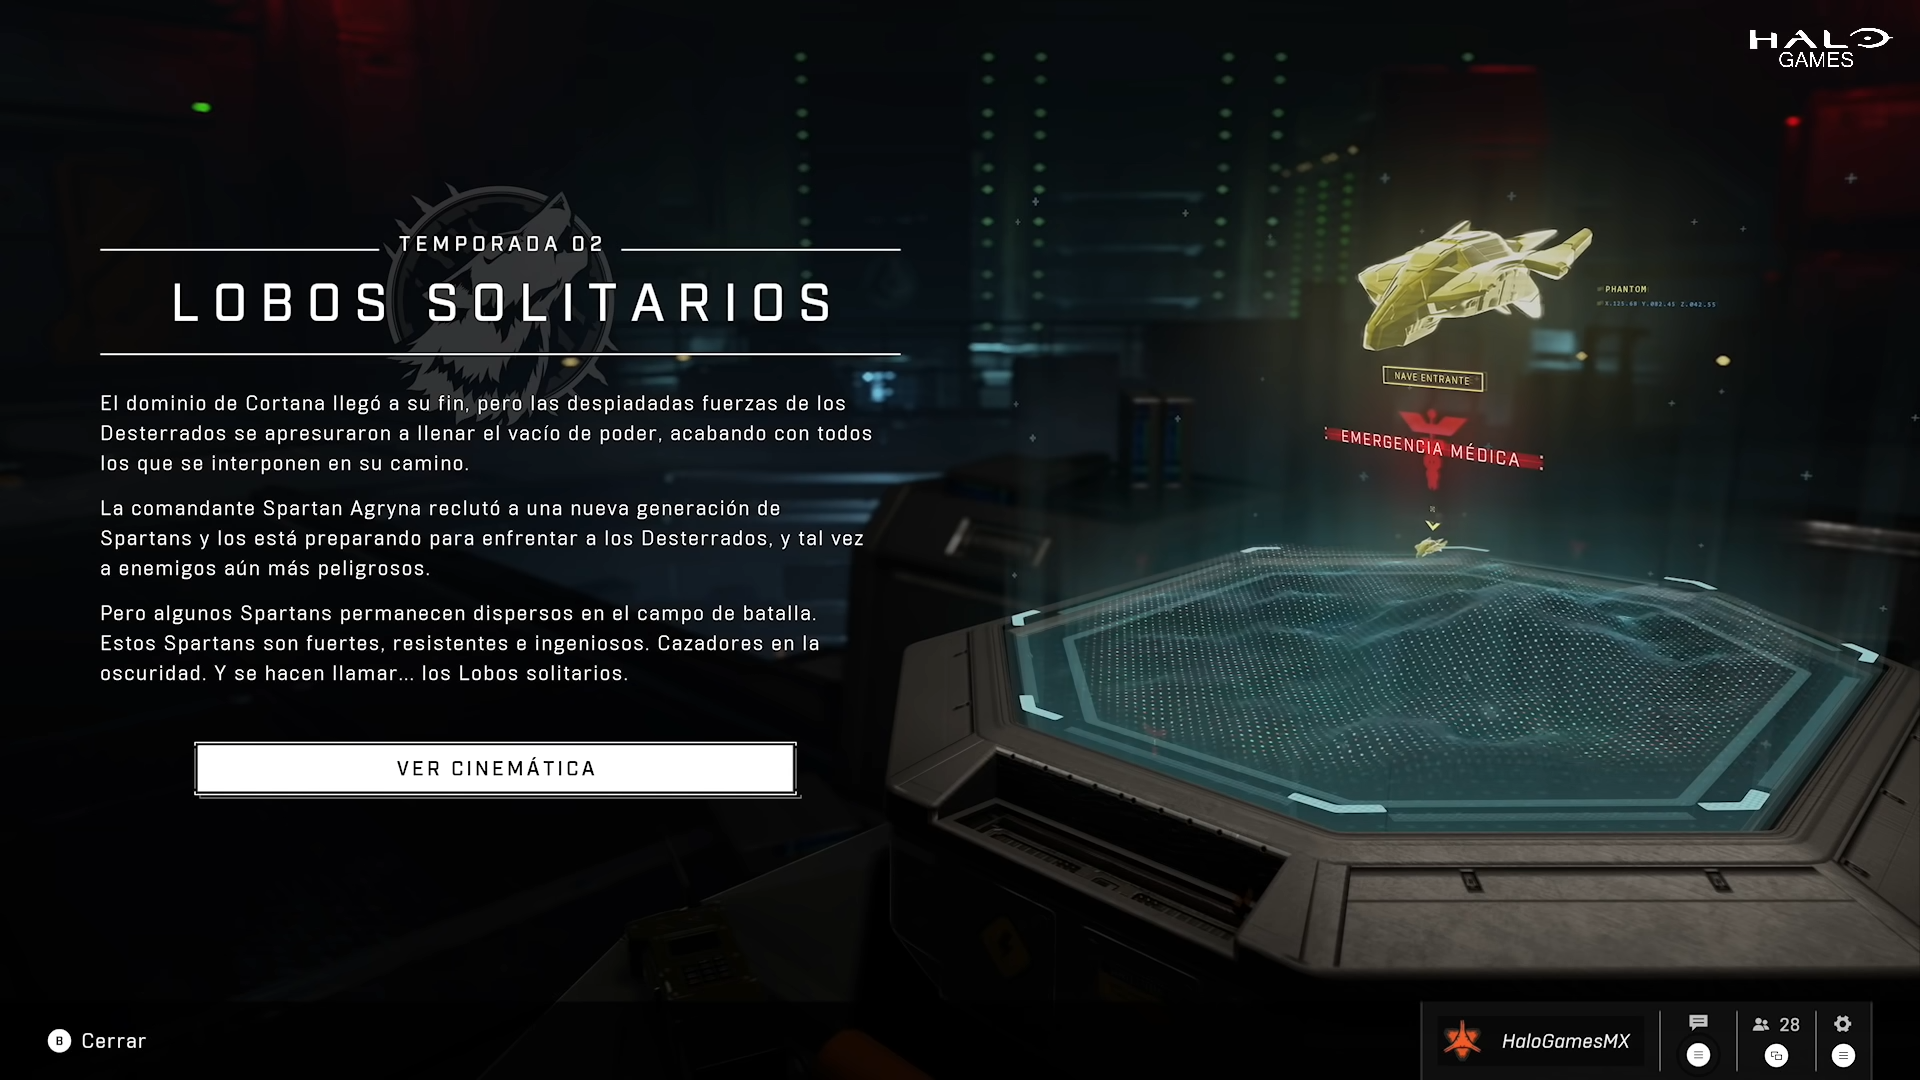 HALO
GAMES
TEMPORADA 02
LOBOS SOLITARIOS
El dominio de Cortana llegó a su fin, pero las despiadadas fuerzas de los
Desterrados se apresuraron a llenar el vacío de poder, acabando con todos
los que se interponen en su camino.
La comandante Spartan Agryna reclutó a una nueva generación de
Spartans y los está preparando para enfrentar a los Desterrados, y tal vez
a enemigos aún más peligrosos.
Pero algunos Spartans permanecen dispersos en el campo de batalla.
Estos Spartans son fuertes, resistentes e ingeniosos. Cazadores en la
oscuridad. Y se hacen llamar... los Lobos solitarios.
VER CINEMÁTICA
PHANTOM
NAVE ENTRANTE
EMERGENCIA MÉDICA
B Cerrar
HaloGamesMX
28